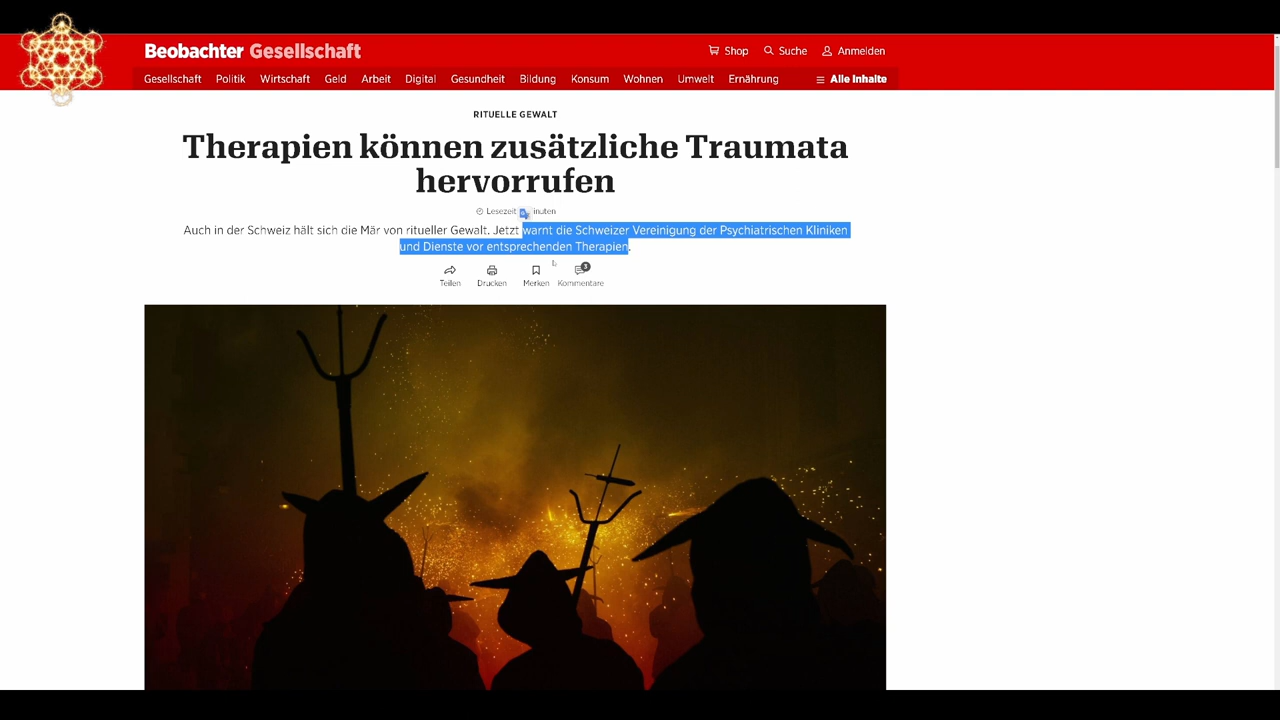 Beobachter Gesellschaft
Shop Suche Anmelden
Gesellschaft Politik Wirtschaft Geld Arbeit Digital Gesundheit Bildung Konsum Wohnen Umwelt Ernährung Alle Inhalte
RITUELLE GEWALT
Therapien können zusätzliche Traumata
hervorrufen
Lesezeit
Auch in der Schweiz hält sich die Mär von ritueller Gewalt. Jetzt warnt die Schweizer Vereinigung der Psychiatrischen Kliniken
und Dienste vor entsprechenden Therapien.
3
Teilen Drucken Merken Kommentare